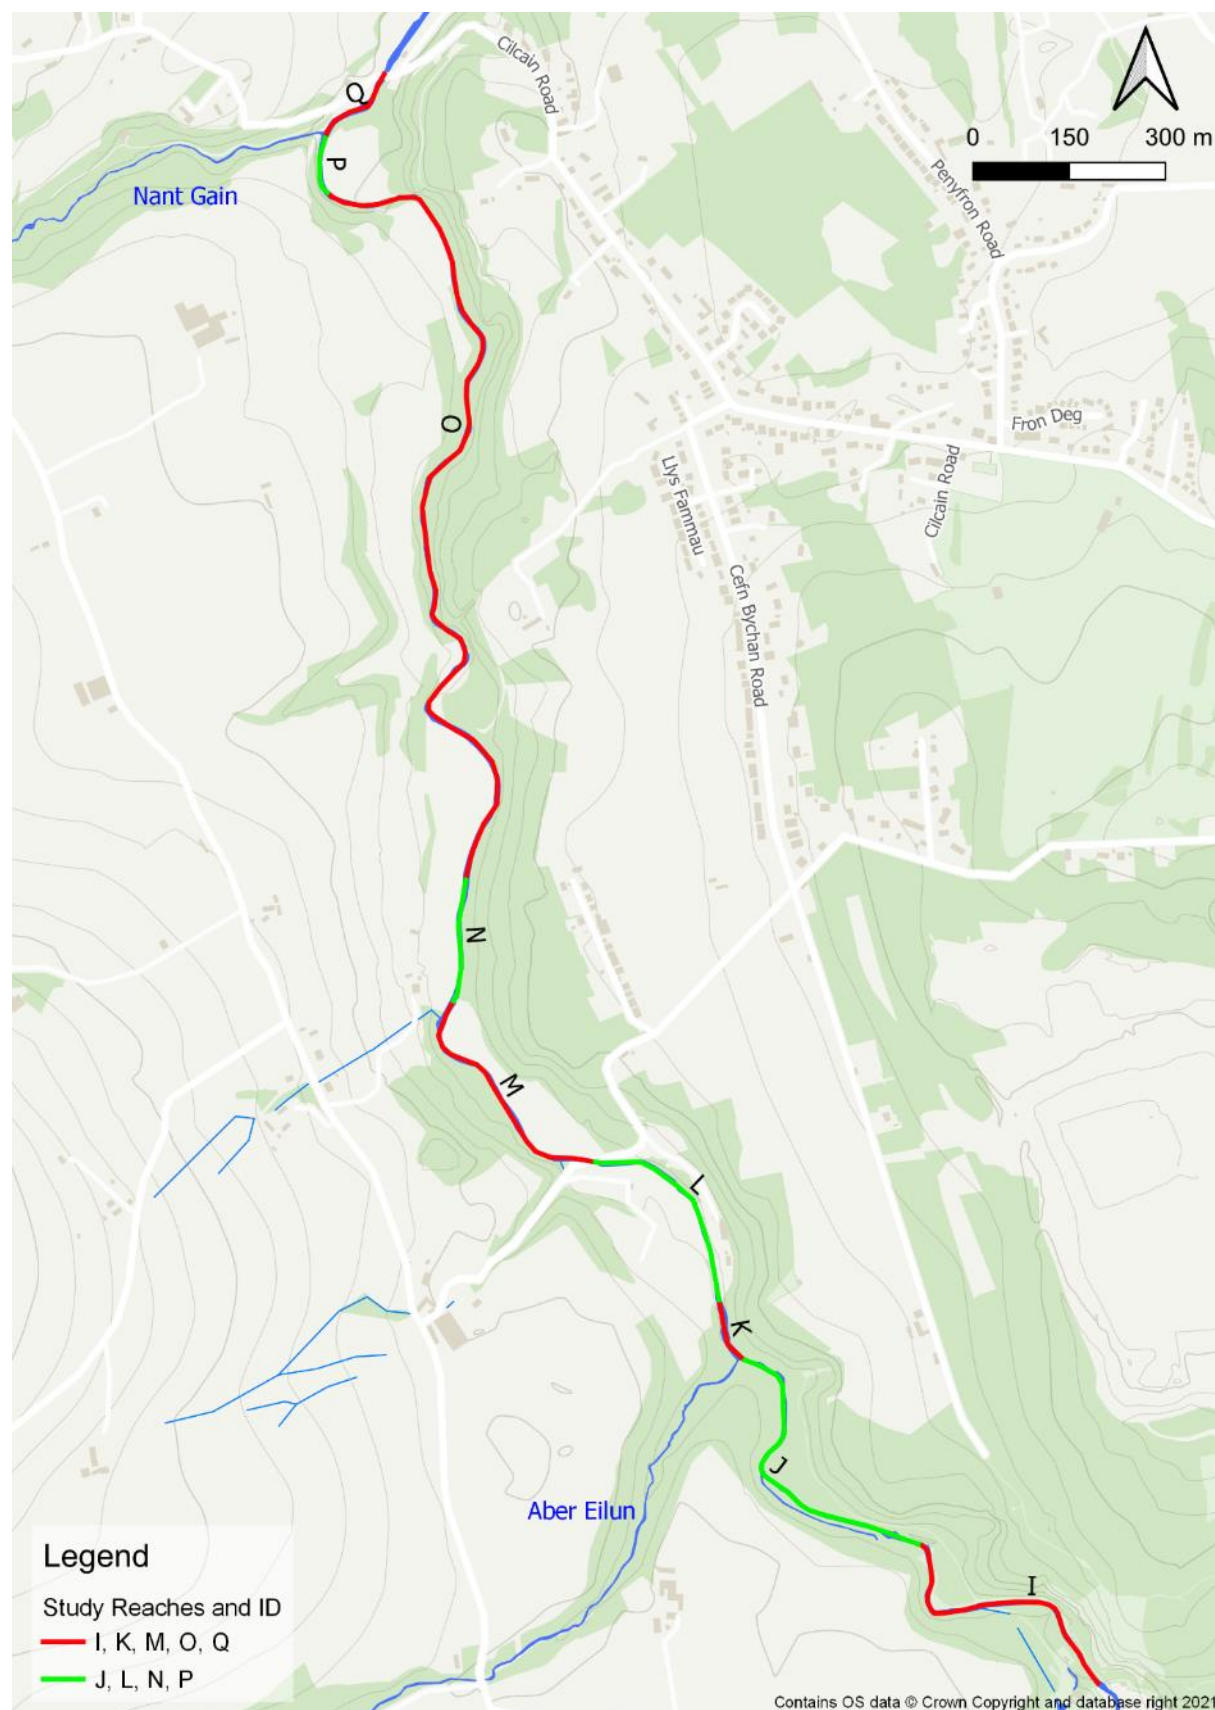 Cilcain Road
Q
0 150 300 m
P
Nant Gain
Penyfron Road
O
Fron Deg
Llys Fammau
Cilcain Road
Cefn Bychan Road
N
M
L
K
J
Aber Eilun
I
Legend
Study Reaches and ID
I, K, M, O, Q
J, L, N, P
Contains OS data © Crown Copyright and database right 2021